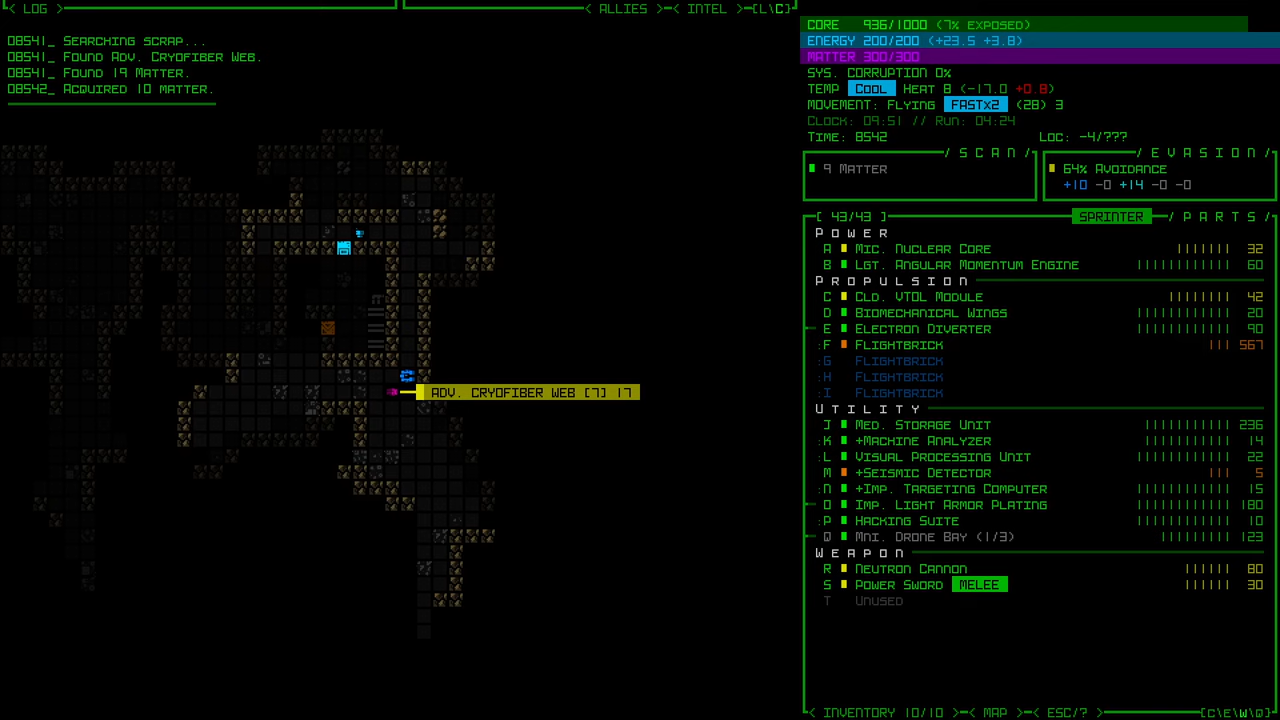 < LOG >
< ALLIES >
< INTEL >
[L\C]
08541_ Searching scrap...
08541_ Found Adv. Cryofiber Web.
08541_ Found 19 Matter.
08542_ Acquired 10 matter.
Adv. Cryofiber Web [7] 17
CORE 936/1000 (7% EXPOSED)
ENERGY 200/200 (+23.5 +3.8)
MATTER 300/300
SYS. CORRUPTION 0%
TEMP COOL HEAT 8 (-17.0 +0.8)
MOVEMENT: FLYING FASTx2 (28) 3
Clock: 09:51 // Run: 04:24
Time: 8542 Loc: -4/???
/ SCAN /
9 Matter
/ EVASION /
64% Avoidance
+10 -0 +14 -0 -0
[ 43/43 ] SPRINTER / PARTS /
Power
A Mic. Nuclear Core 32
B Lgt. Angular Momentum Engine 60
Propulsion
C Cld. VTOL Module 42
D Biomechanical Wings 20
E Electron Diverter 90
:F Flightbrick 567
:G Flightbrick
:H Flightbrick
:I Flightbrick
Utility
J Med. Storage Unit 236
:K +Machine Analyzer 14
:L Visual Processing Unit 22
M +Seismic Detector 5
:N +Imp. Targeting Computer 15
O Imp. Light Armor Plating 180
:P Hacking Suite 10
Q Mni. Drone Bay (1/3) 123
Weapon
R Neutron Cannon 80
S Power Sword MELEE 30
T Unused
< INVENTORY 10/10 >
< MAP >
< ESC/? >
[C\E\W\Q]